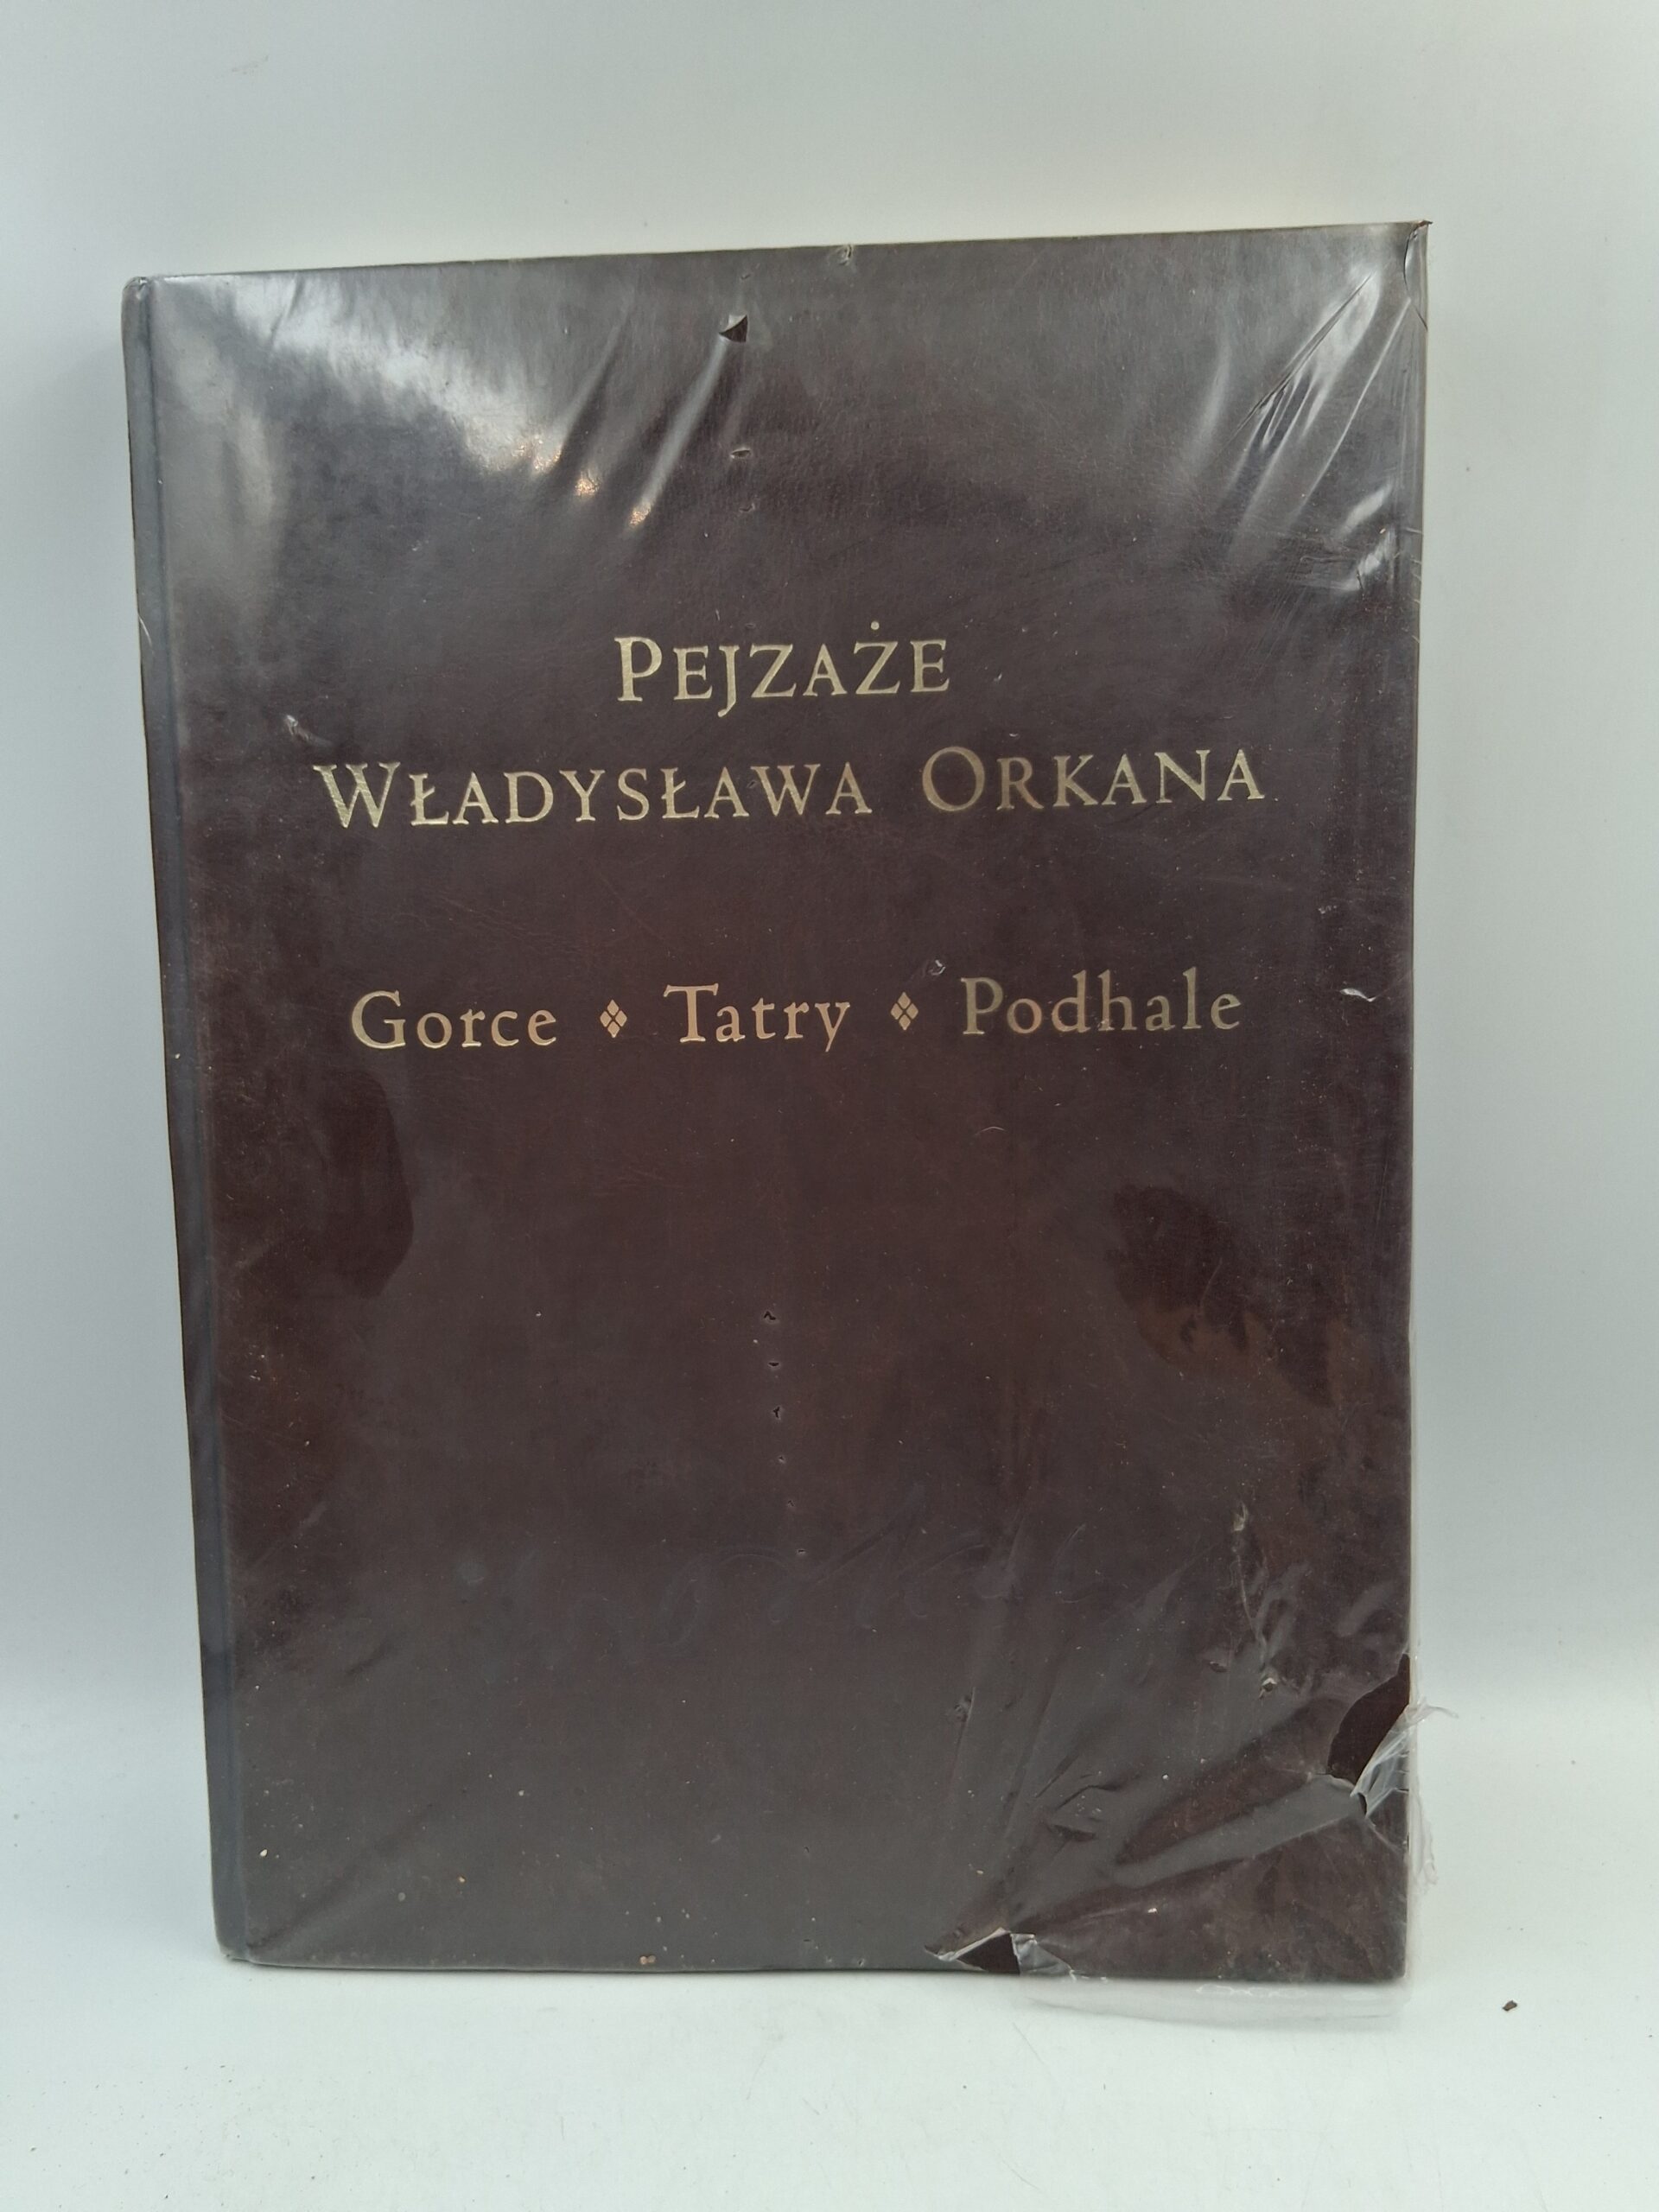 PEJZAŻE
WŁADYSŁAWA ORKANA
Gorce ❖ Tatry ❖ Podhale